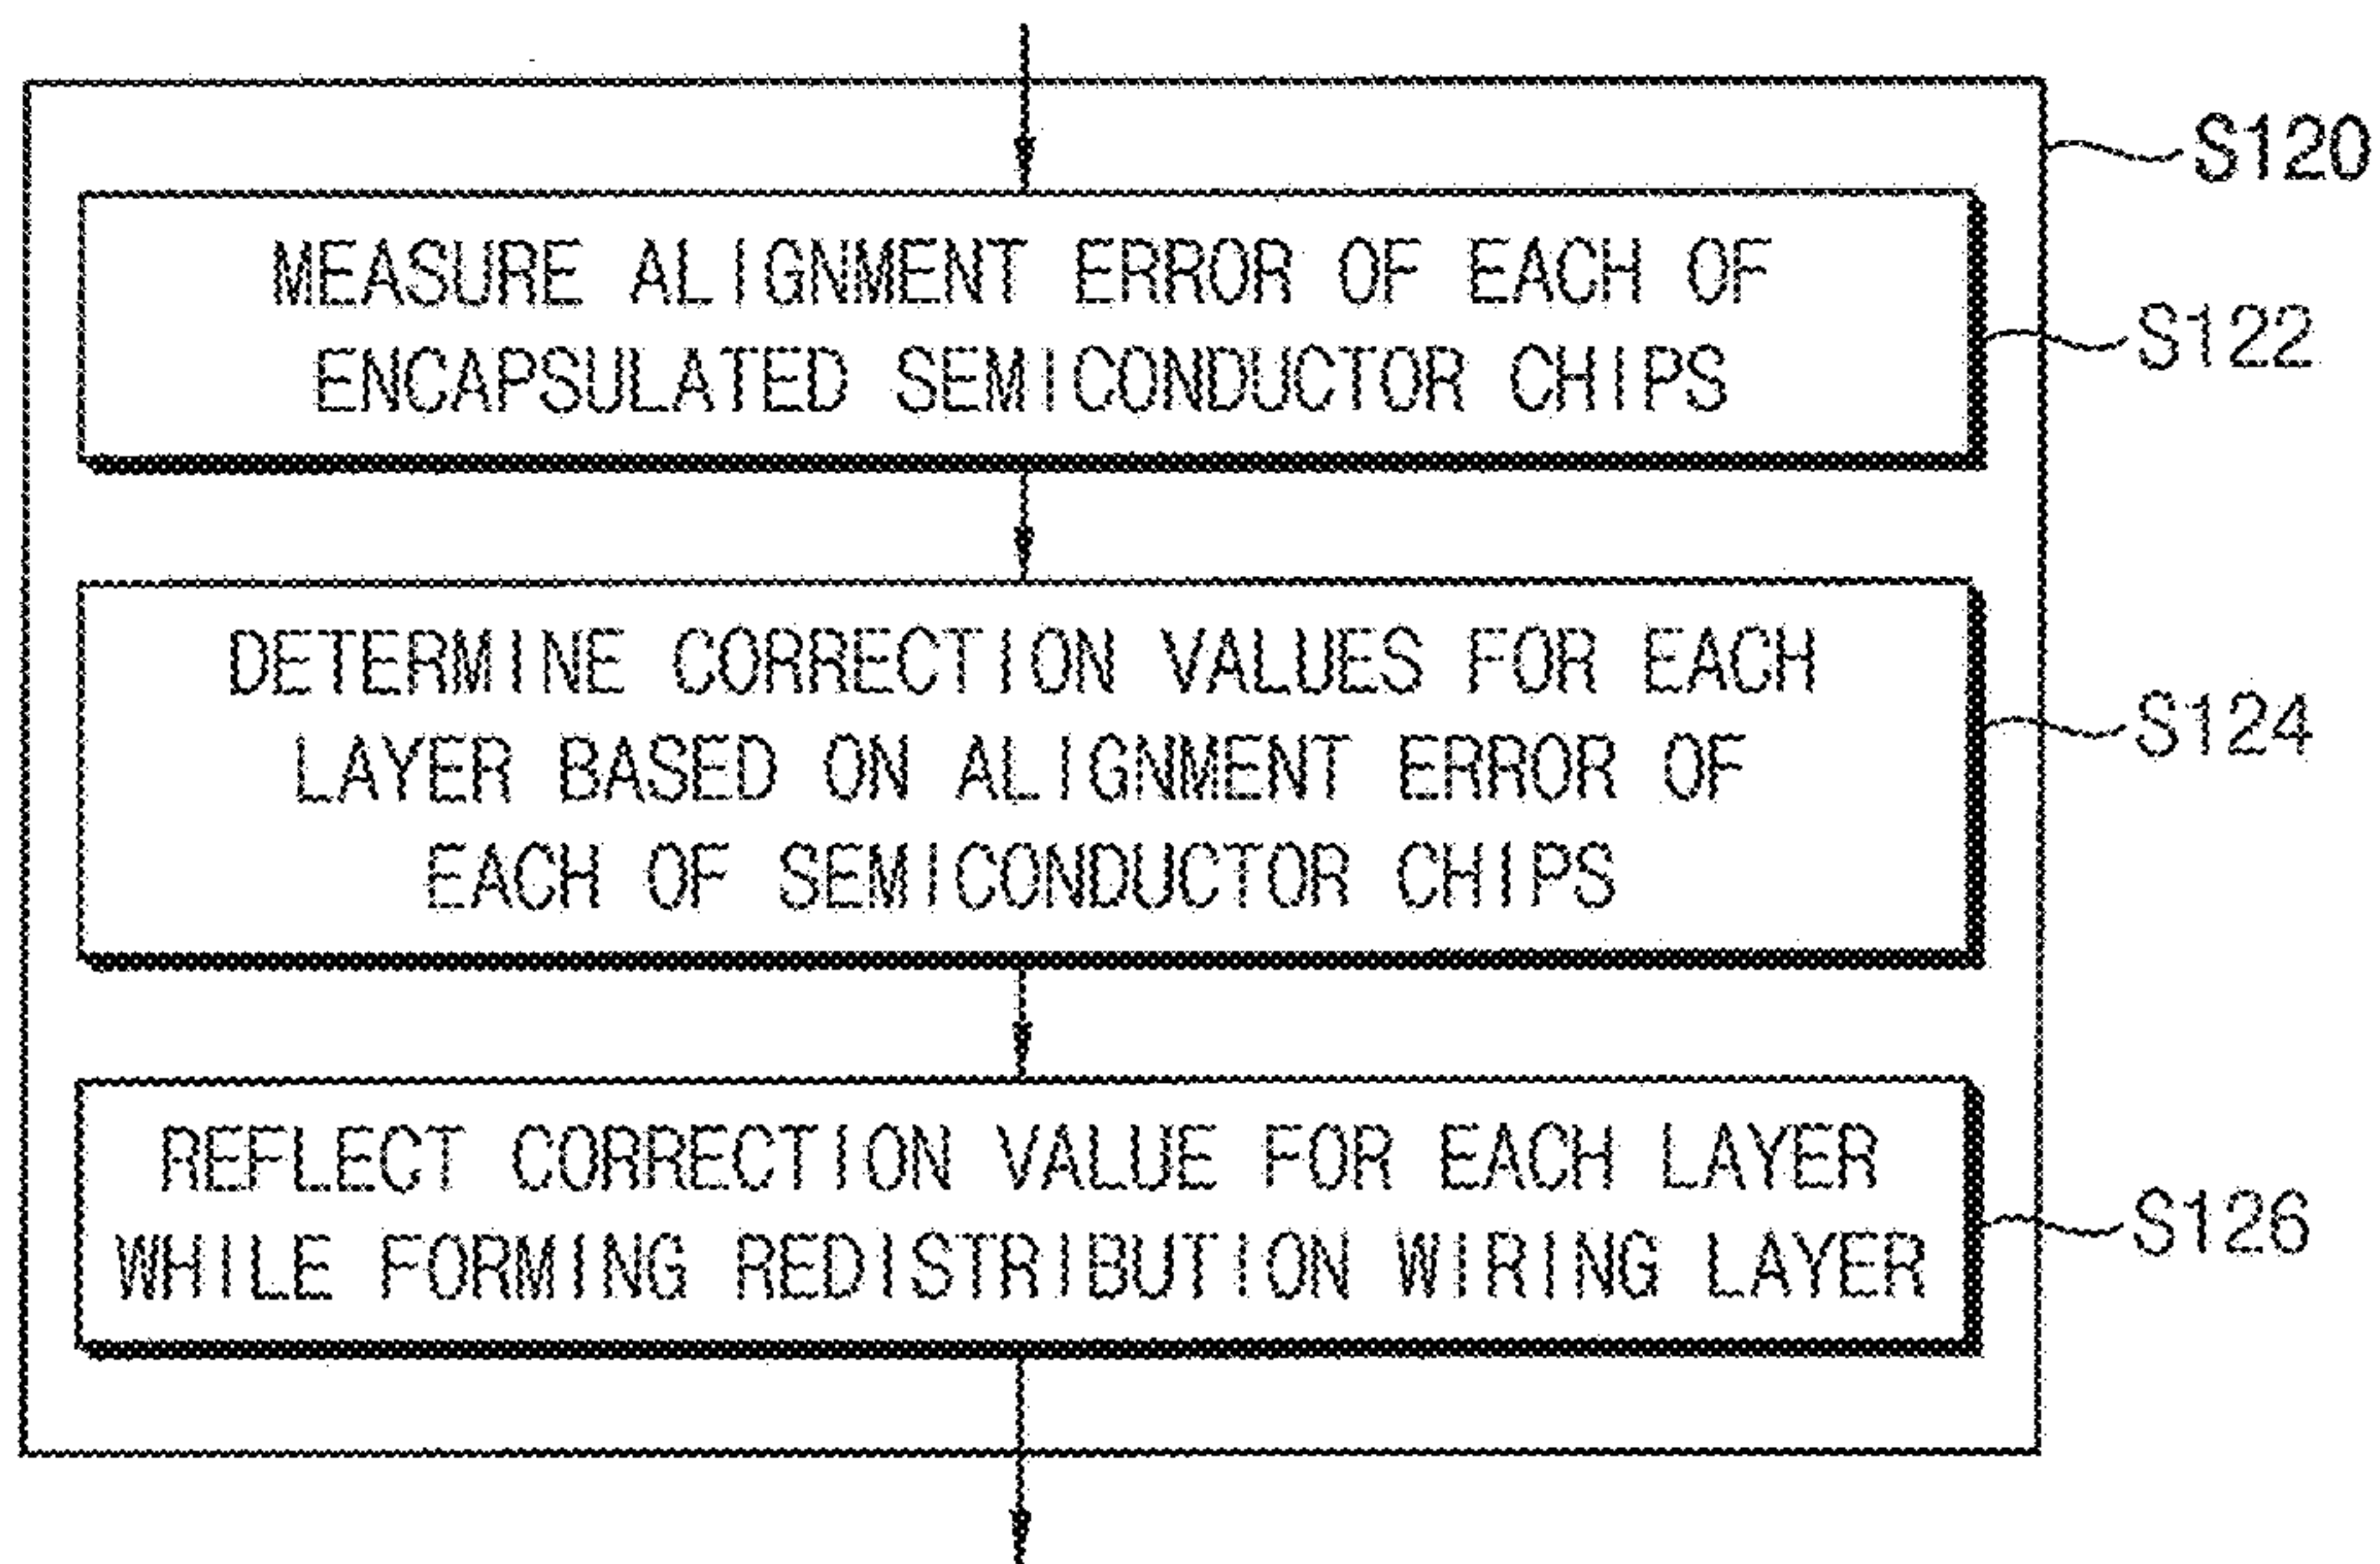 S120
MEASURE ALIGNMENT ERROR OF EACH OF
ENCAPSULATED SEMICONDUCTOR CHIPS
S122
DETERMINE CORRECTION VALUES FOR EACH
LAYER BASED ON ALIGNMENT ERROR OF
EACH OF SEMICONDUCTOR CHIPS
S124
REFLECT CORRECTION VALUE FOR EACH LAYER
WHILE FORMING REDISTRIBUTION WIRING LAYER
S126